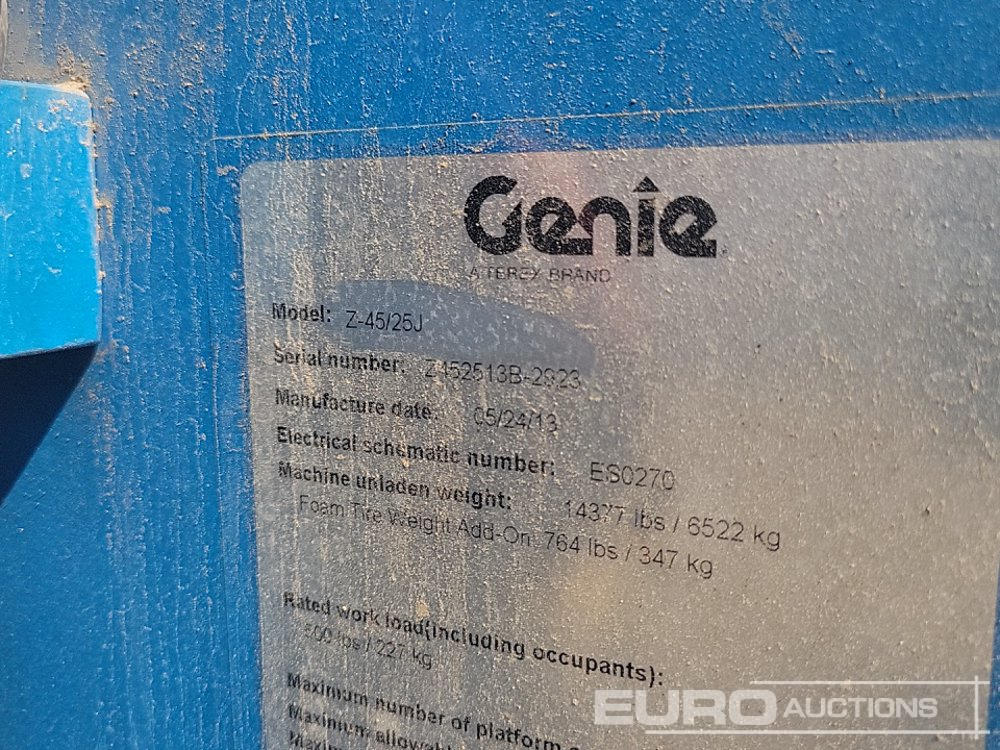 Genie
A TEREX BRAND
Model: Z-45/25J
Serial number: Z452513B-2923
Manufacture date: 05/24/13
Electrical schematic number: ES0270
Machine unladen weight: 14377 lbs / 6522 kg
Foam Tire Weight Add-On: 764 lbs / 347 kg
Rated work load(including occupants):
500 lbs / 227 kg
Maximum number of platform
Maximum
EURO AUCTIONS